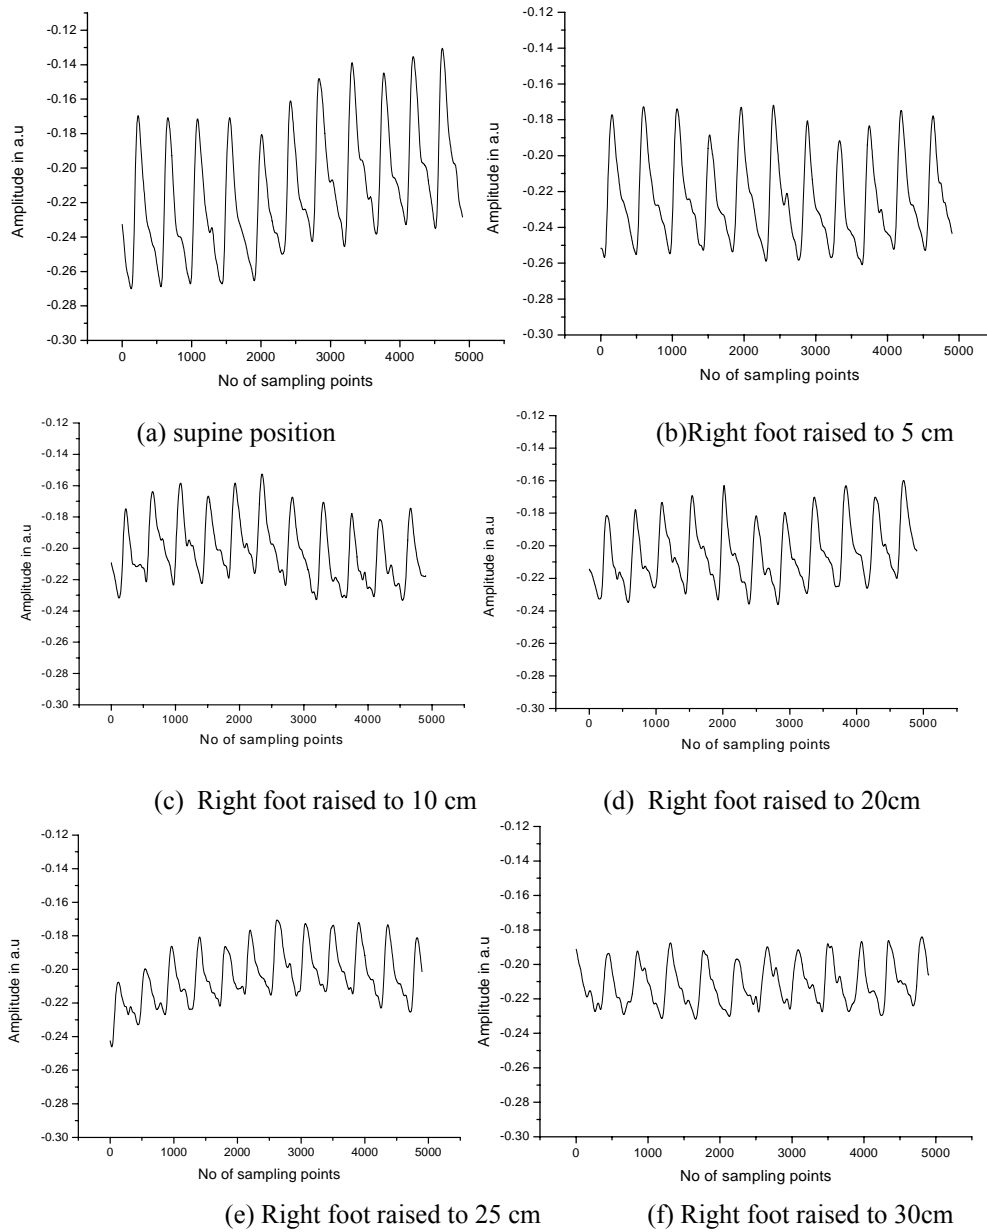 -0.12
-0.14
-0.16
-0.18
-0.20
-0.22
-0.24
-0.26
-0.28
-0.30
Amplitude in a.u
0 1000 2000 3000 4000 5000
No of sampling points
(a) supine position
-0.12
-0.14
-0.16
-0.18
-0.20
-0.22
-0.24
-0.26
-0.28
-0.30
Amplitude in a.u
0 1000 2000 3000 4000 5000
No of sampling points
(b)Right foot raised to 5 cm
-0.12
-0.14
-0.16
-0.18
-0.20
-0.22
-0.24
-0.26
-0.28
-0.30
Amplitude in a.u
0 1000 2000 3000 4000 5000
No of sampling points
(c) Right foot raised to 10 cm
-0.12
-0.14
-0.16
-0.18
-0.20
-0.22
-0.24
-0.26
-0.28
-0.30
Amplitude in a.u
0 1000 2000 3000 4000 5000
No of sampling points
(d) Right foot raised to 20cm
-0.12
-0.14
-0.16
-0.18
-0.20
-0.22
-0.24
-0.26
-0.28
-0.30
Amplitude in a.u
0 1000 2000 3000 4000 5000
No of sampling points
(e) Right foot raised to 25 cm
-0.12
-0.14
-0.16
-0.18
-0.20
-0.22
-0.24
-0.26
-0.28
-0.30
Amplitude in a.u
0 1000 2000 3000 4000 5000
No of sampling points
(f) Right foot raised to 30cm